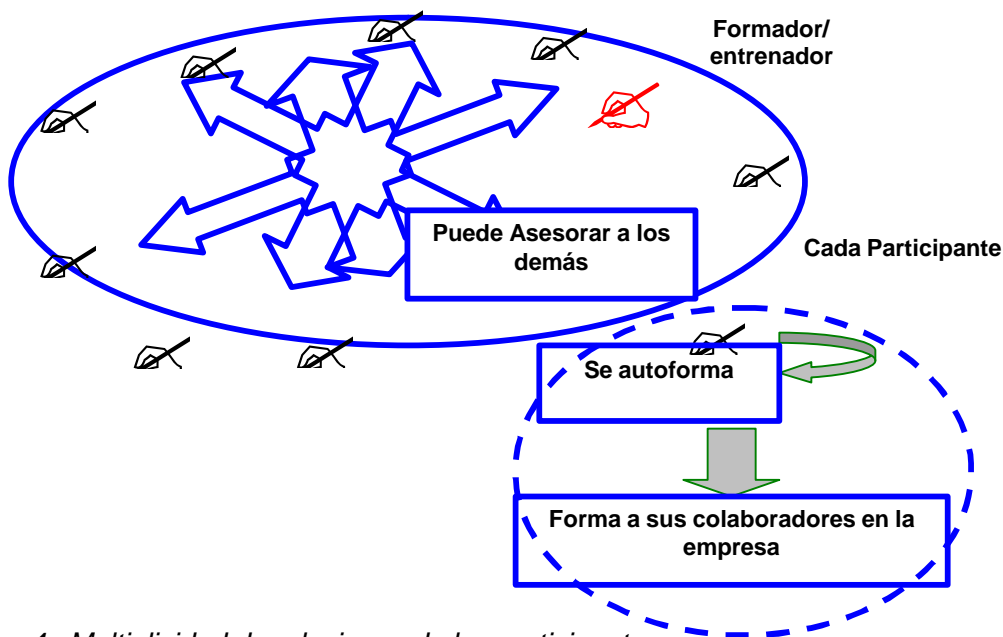 Formador/
entrenador
Puede Asesorar a los
demás
Cada Participante
Se autoforma
Forma a sus colaboradores en la
empresa